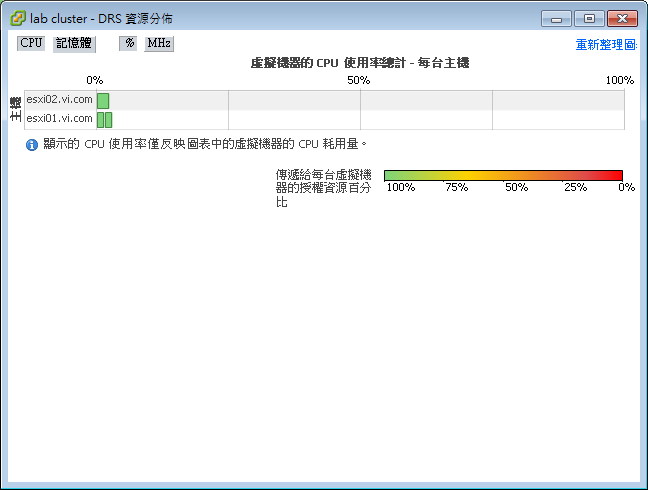 lab cluster - DRS 資源分佈
CPU 記憶體 % MHz 重新整理圖
虛擬機器的 CPU 使用率總計 - 每台主機
0% 50% 100%
主機
esxi02.vi.com
esxi01.vi.com
顯示的 CPU 使用率僅反映圖表中的虛擬機器的 CPU 耗用量。
傳遞給每台虛擬機
器的授權資源百分
比
100% 75% 50% 25% 0%